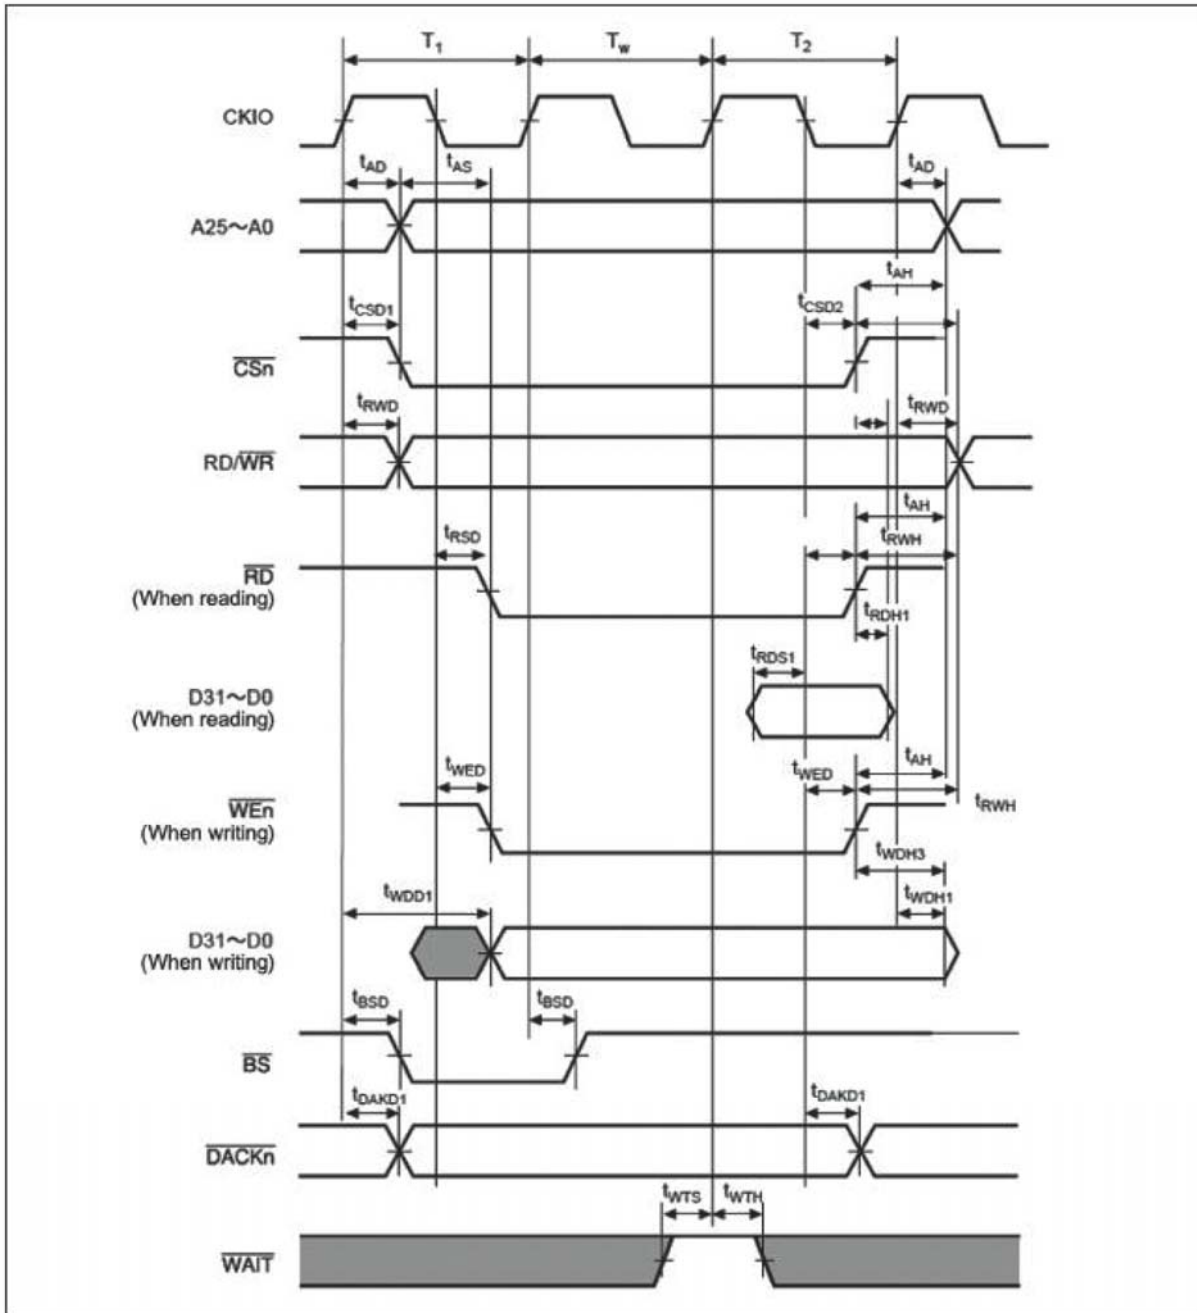 T1 Tw T2
CKIO
tAD tAS tAD
A25～A0
tAH
tCSD1 tCSD2
CSn
tRWD tRWD
RD/WR
tAH
tRSD tRWH
RD
(When reading)
tRDH1
tRDS1
D31～D0
(When reading)
tAH
tWED tWED
tRWH
WEn
(When writing)
tWDH3
tWDD1 tWDH1
D31～D0
(When writing)
tBSD tBSD
BS
tDAKD1 tDAKD1
DACKn
tWTS tWTH
WAIT